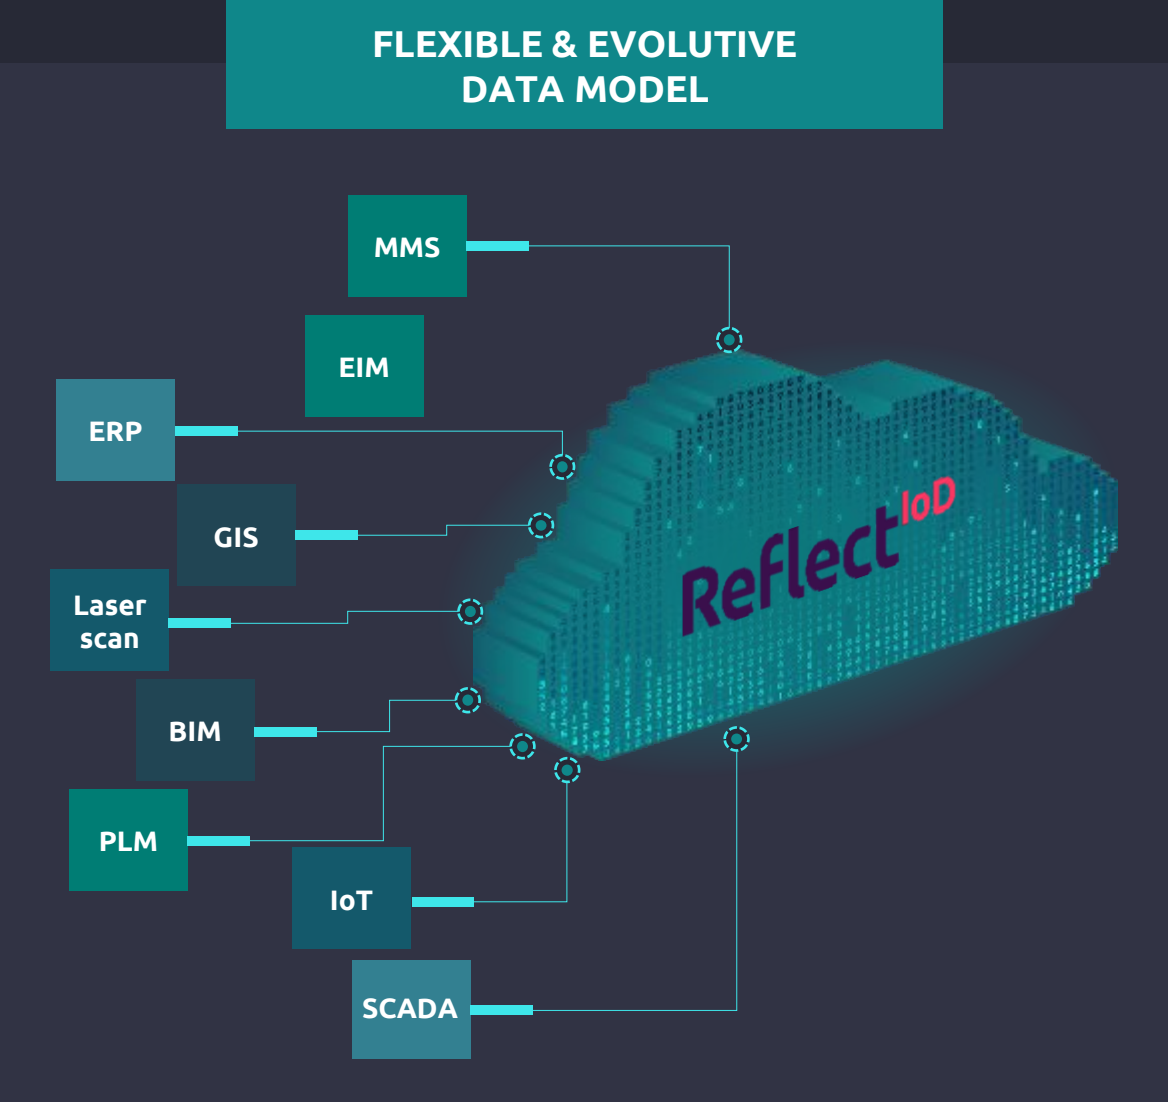 FLEXIBLE & EVOLUTIVE
DATA MODEL
MMS
EIM
ERP
GIS
Laser
scan
BIM
PLM
IoT
SCADA
Reflect IoD